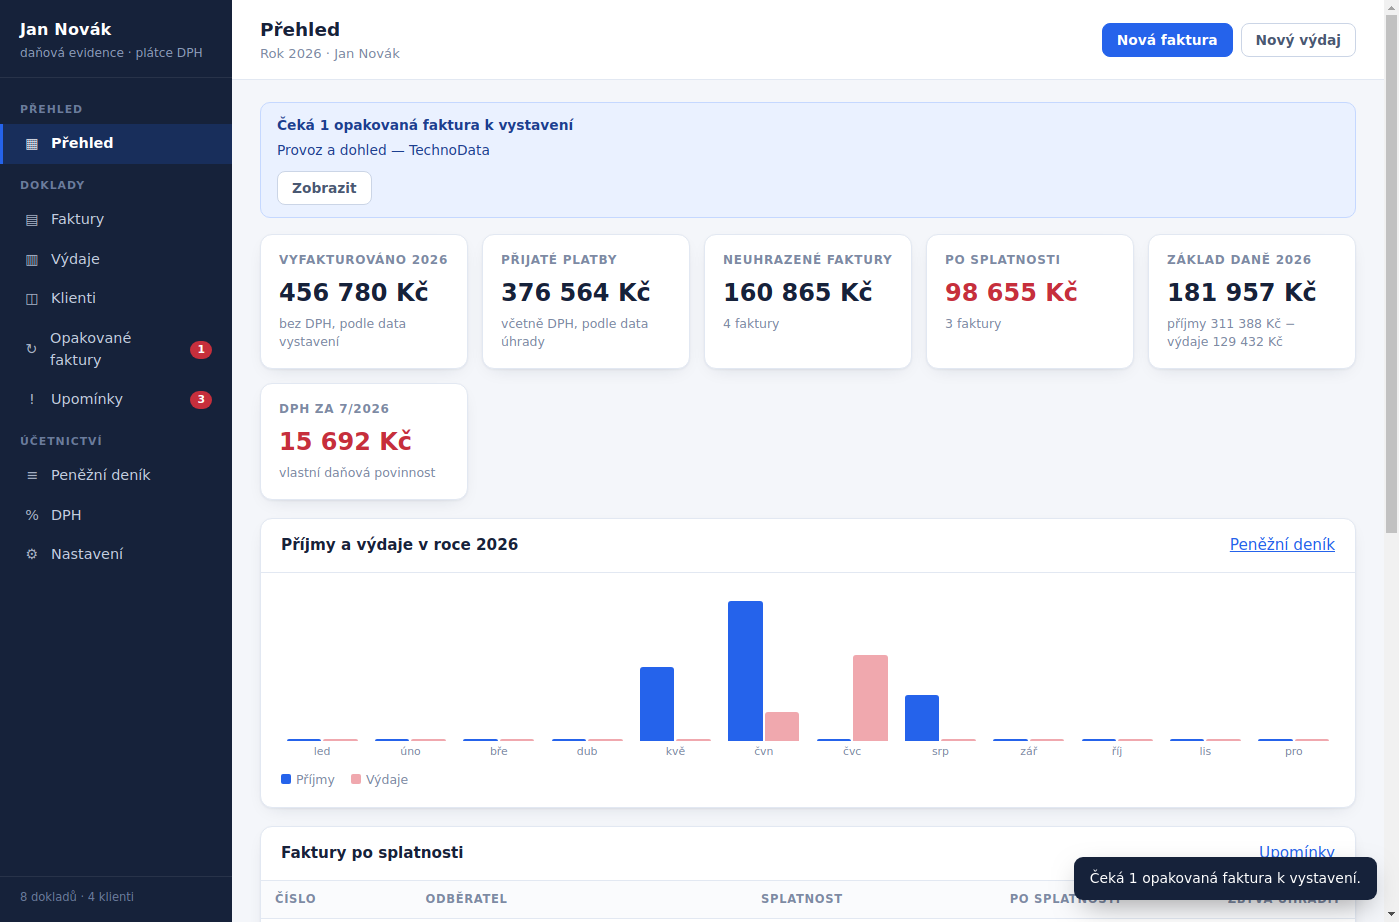 Jan Novák
daňová evidence · plátce DPH
PŘEHLED
Přehled
DOKLADY
Faktury
Výdaje
Klienti
Opakované
faktury
1
Upomínky
3
ÚČETNICTVÍ
Peněžní deník
DPH
Nastavení
8 dokladů · 4 klienti
Přehled
Rok 2026 · Jan Novák
Nová faktura
Nový výdaj
Čeká 1 opakovaná faktura k vystavení
Provoz a dohled — TechnoData
Zobrazit
VYFAKTUROVÁNO 2026
456 780 Kč
bez DPH, podle data
vystavení
PŘIJATÉ PLATBY
376 564 Kč
včetně DPH, podle data
úhrady
NEUHRAZENÉ FAKTURY
160 865 Kč
4 faktury
PO SPLATNOSTI
98 655 Kč
3 faktury
ZÁKLAD DANĚ 2026
181 957 Kč
příjmy 311 388 Kč −
výdaje 129 432 Kč
DPH ZA 7/2026
15 692 Kč
vlastní daňová povinnost
Příjmy a výdaje v roce 2026
Peněžní deník
led úno bře dub kvě čvn čvc srp zář říj lis pro
Příjmy Výdaje
Faktury po splatnosti
Upomínky
ČÍSLO ODBĚRATEL SPLATNOST PO SPLATNOSTI ZBÝVÁ UHRADIT
Čeká 1 opakovaná faktura k vystavení.